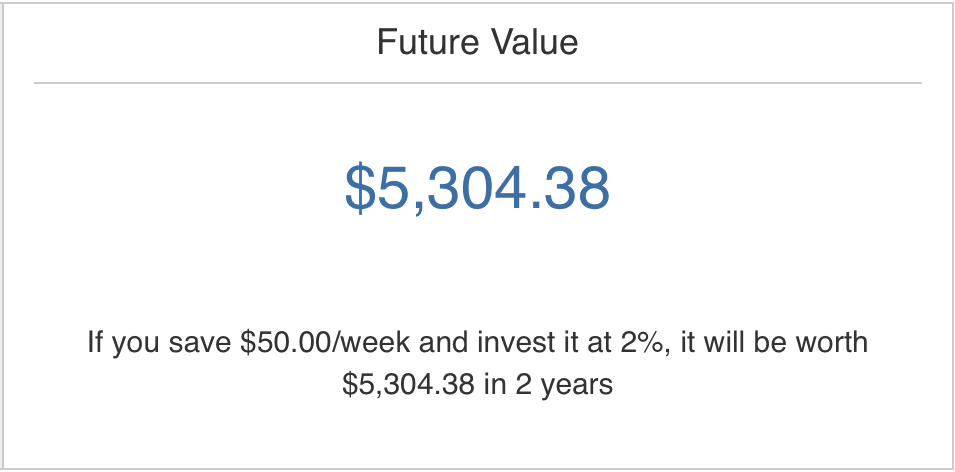 Future Value
$5,304.38
If you save $50.00/week and invest it at 2%, it will be worth
$5,304.38 in 2 years